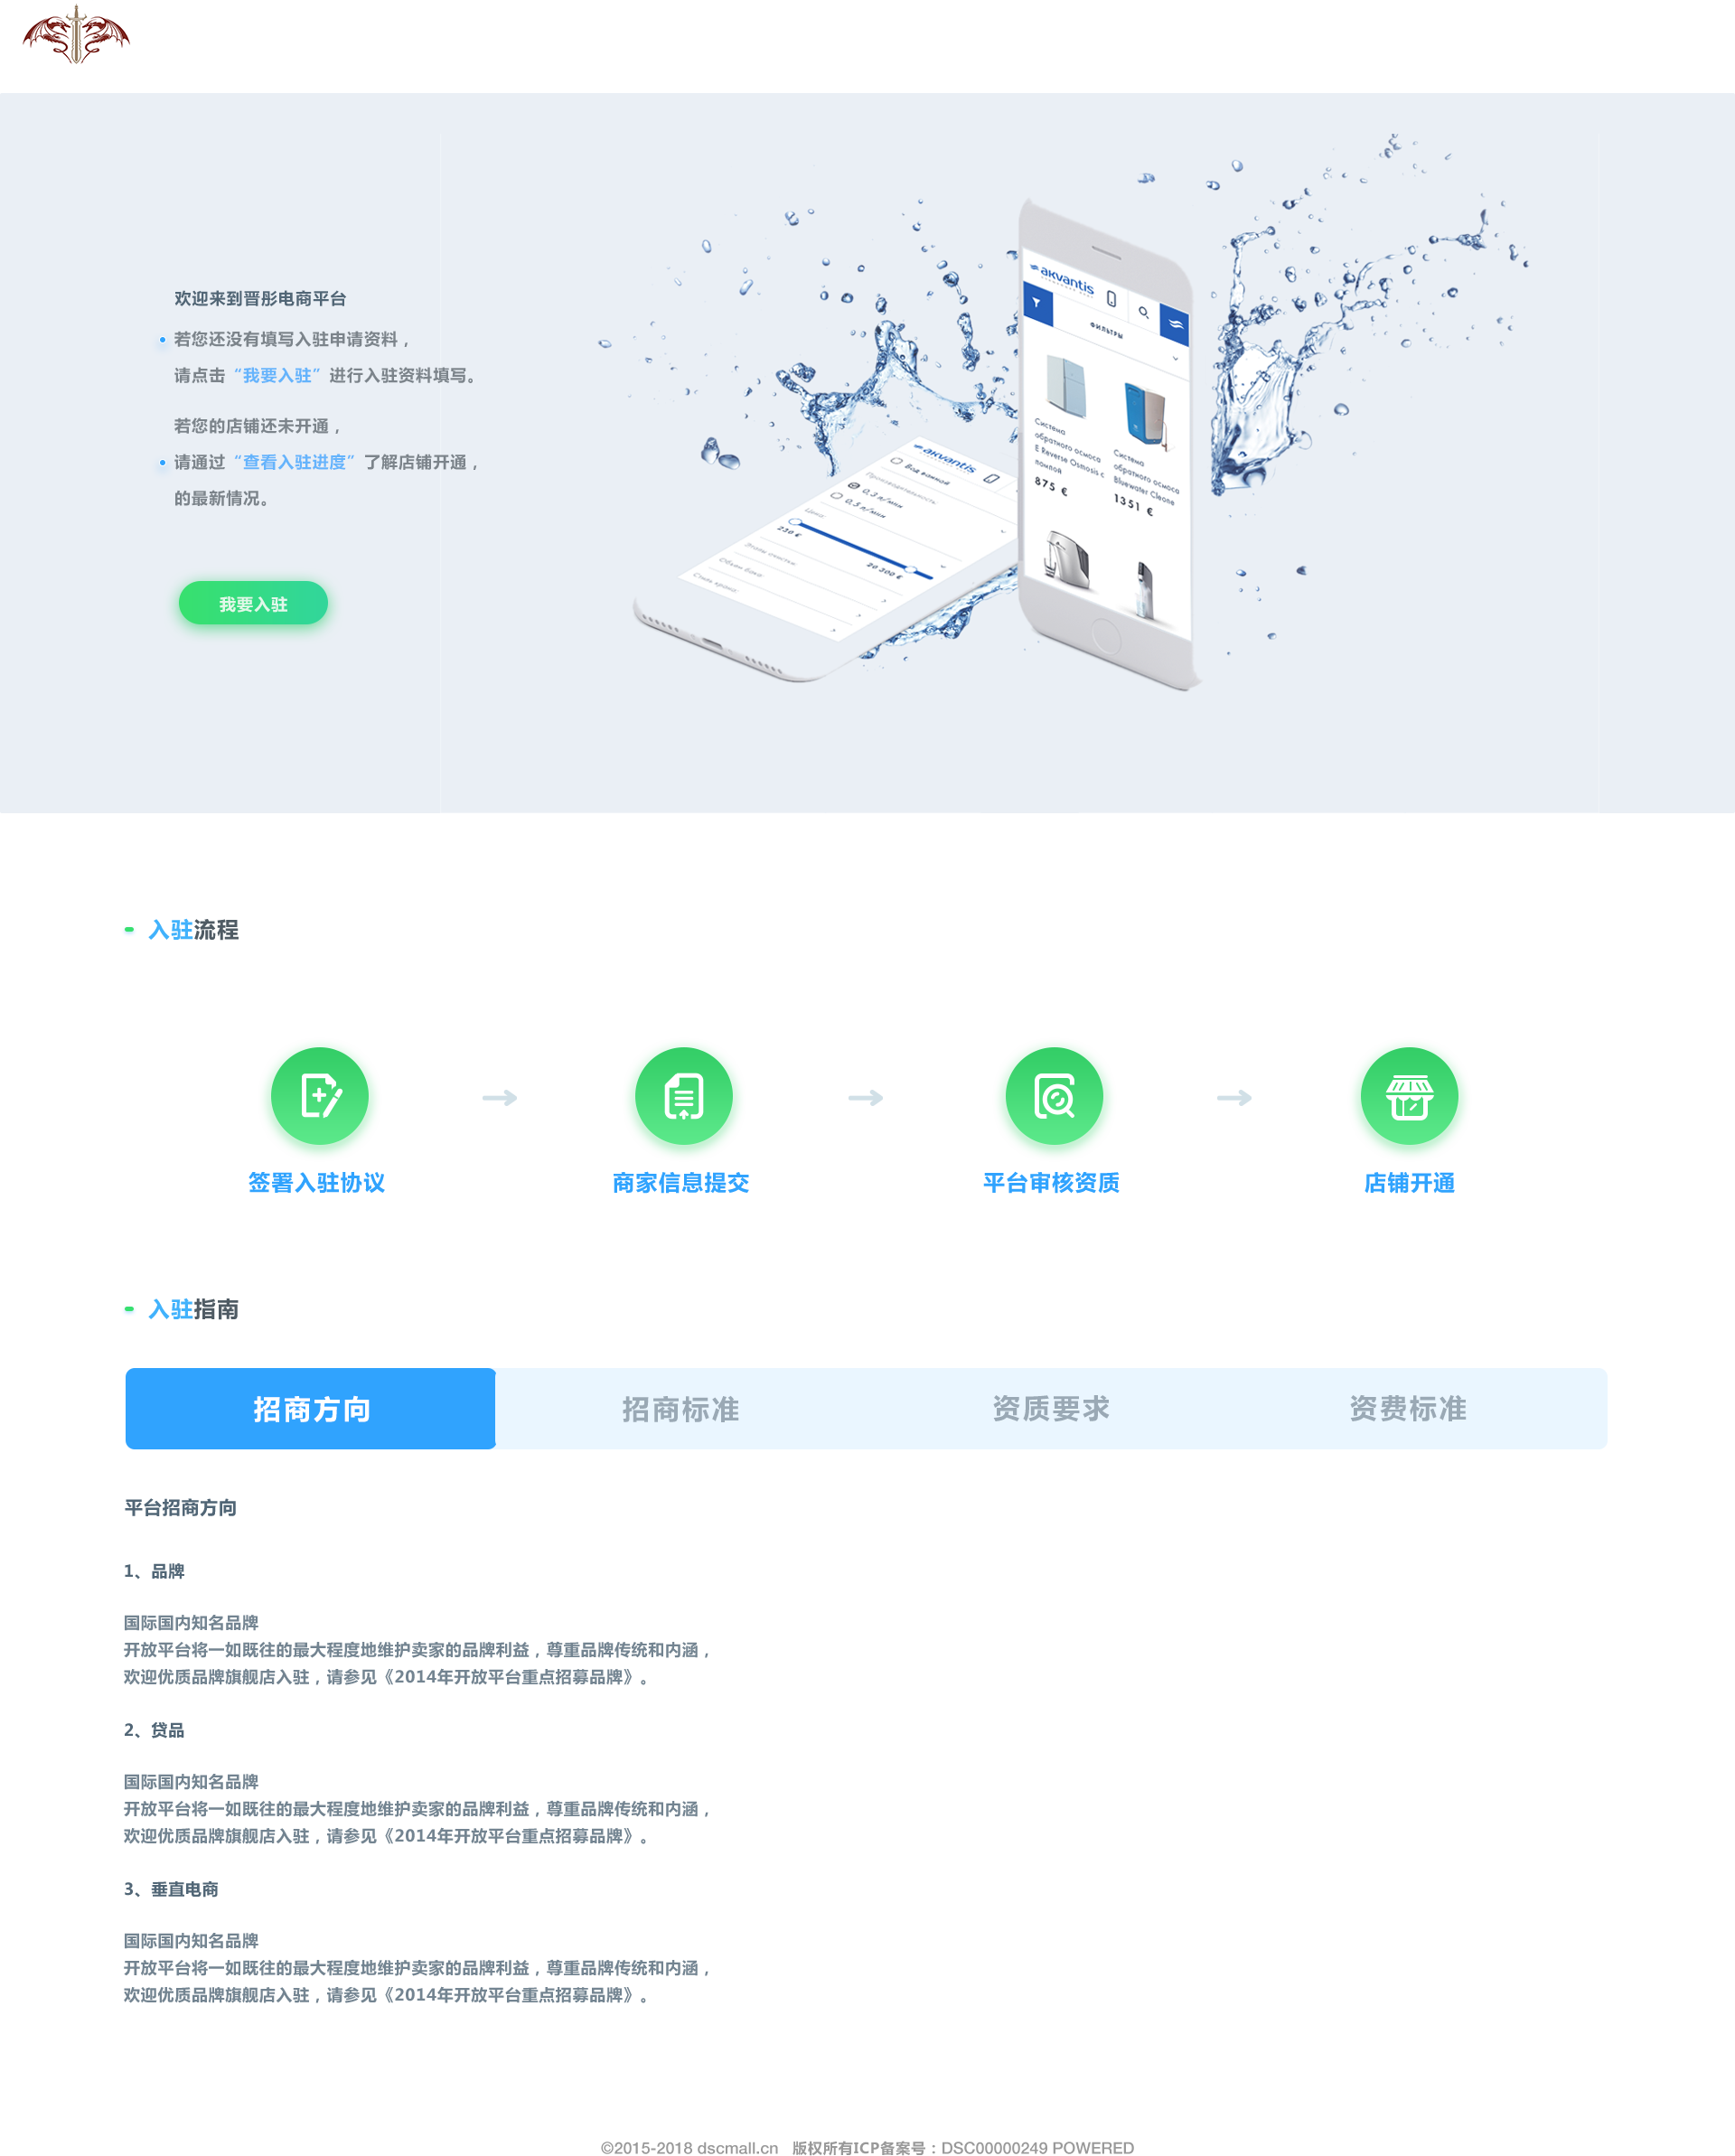 欢迎来到晋彤电商平台
若您还没有填写入驻申请资料，
请点击“我要入驻”进行入驻资料填写。
若您的店铺还未开通，
请通过“查看入驻进度”了解店铺开通，
的最新情况。
我要入驻
akvantis
ФИЛЬТРЫ
Система
обратного осмоса
E Reverse Osmosis с
помпой
875 €
Система
обратного осмоса
Bluewater Cleone
1351 €
akvantis
Вод ванной
Производительность:
0,3 л/мин
0,5 л/мин
Цена:
220 €
26 300 €
Этапы очистки:
Объем бака:
Стиль крана:
入驻流程
签署入驻协议
商家信息提交
平台审核资质
店铺开通
入驻指南
招商方向
招商标准
资质要求
资费标准
平台招商方向
1、品牌
国际国内知名品牌
开放平台将一如既往的最大程度地维护卖家的品牌利益，尊重品牌传统和内涵，
欢迎优质品牌旗舰店入驻，请参见《2014年开放平台重点招募品牌》。
2、贷品
国际国内知名品牌
开放平台将一如既往的最大程度地维护卖家的品牌利益，尊重品牌传统和内涵，
欢迎优质品牌旗舰店入驻，请参见《2014年开放平台重点招募品牌》。
3、垂直电商
国际国内知名品牌
开放平台将一如既往的最大程度地维护卖家的品牌利益，尊重品牌传统和内涵，
欢迎优质品牌旗舰店入驻，请参见《2014年开放平台重点招募品牌》。
©2015-2018 dscmall.cn 版权所有ICP备案号：DSC00000249 POWERED